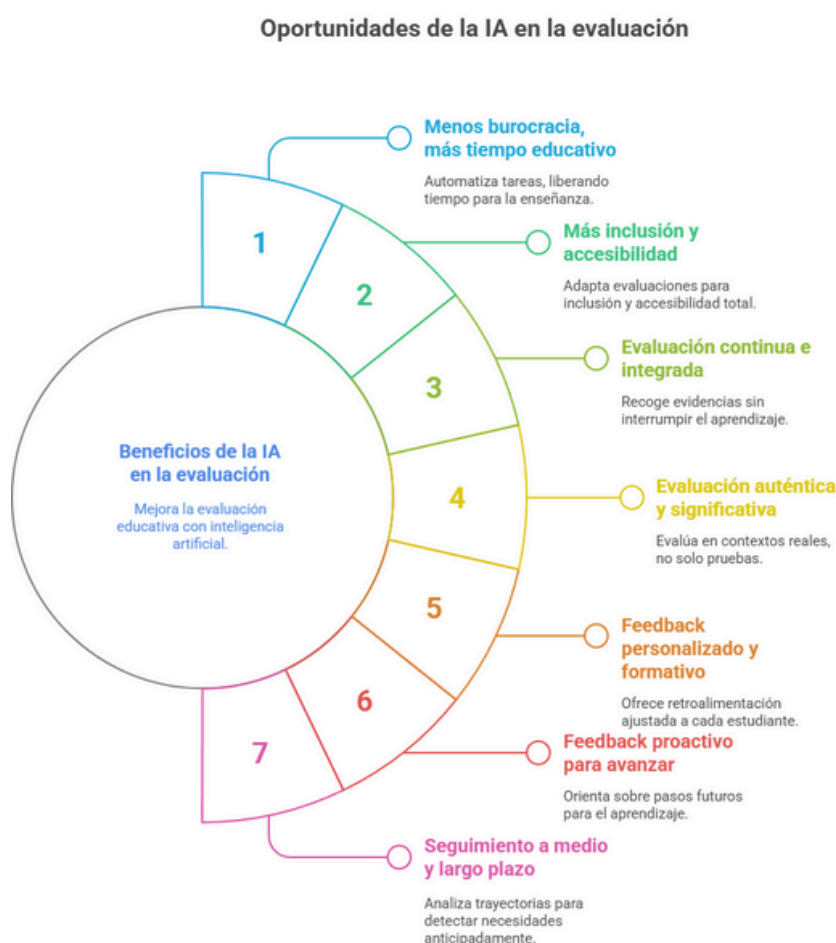 Oportunidades de la IA en la evaluación
1
Menos burocracia,
más tiempo educativo
Automatiza tareas, liberando
tiempo para la enseñanza.
2
Más inclusión y
accesibilidad
Adapta evaluaciones para
inclusión y accesibilidad total.
3
Evaluación continua e
integrada
Recoge evidencias sin
interrumpir el aprendizaje.
Beneficios de la IA
en la evaluación
Mejora la evaluación
educativa con inteligencia
artificial.
4
Evaluación auténtica
y significativa
Evalúa en contextos reales,
no solo pruebas.
5
Feedback
personalizado y
formativo
Ofrece retroalimentación
ajustada a cada estudiante.
6
Feedback proactivo
para avanzar
Orienta sobre pasos futuros
para el aprendizaje.
7
Seguimiento a medio
y largo plazo
Analiza trayectorias para
detectar necesidades
anticipadamente.